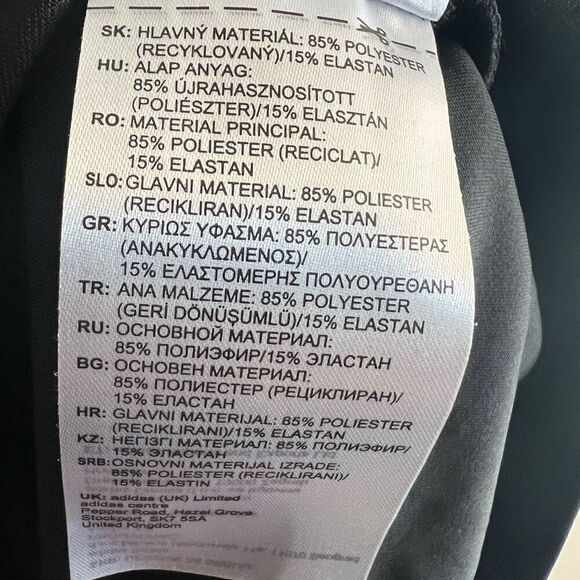 SK: HLAVNÝ MATERIÁL: 85% POLYESTER
(RECYKLOVANÝ)/15% ELASTAN
HU: ALAP ANYAG:
85% ÚJRAHASZNOSÍTOTT
(POLIÉSZTER)/15% ELASZTÁN
RO: MATERIAL PRINCIPAL:
85% POLIESTER (RECICLAT)/
15% ELASTAN
SLO: GLAVNI MATERIAL: 85% POLIESTER
(RECIKLIRAN)/15% ELASTAN
GR: ΚΥΡΙΩΣ ΥΦΑΣΜΑ: 85% ΠΟΛΥΕΣΤΕΡΑΣ
(ΑΝΑΚΥΚΛΩΜΕΝΟΣ)/
15% ΕΛΑΣΤΟΜΕΡΗΣ ΠΟΛΥΟΥΡΕΘΑΝΗ
TR: ANA MALZEME: 85% POLYESTER
(GERİ DÖNÜŞÜMLÜ)/15% ELASTAN
RU: ОСНОВНОЙ МАТЕРИАЛ:
85% ПОЛИЭФИР/15% ЭЛАСТАН
BG: ОСНОВЕН МАТЕРИАЛ:
85% ПОЛИЕСТЕР (РЕЦИКЛИРАН)/
15% ЕЛАСТАН
HR: GLAVNI MATERIJAL: 85% POLIESTER
(RECIKLIRANI)/15% ELASTAN
KZ: НЕГІЗГІ МАТЕРИАЛ: 85% ПОЛИЭФИР/
15% ЭЛАСТАН
SRB: OSNOVNI MATERIJAL IZRADE:
85% POLIESTER (RECIKLIRANI)/
15% ELASTIN
UK: adidas (UK) Limited
adidas centre
Pepper Road, Hazel Grove
Stockport, SK7 5SA
United Kingdom